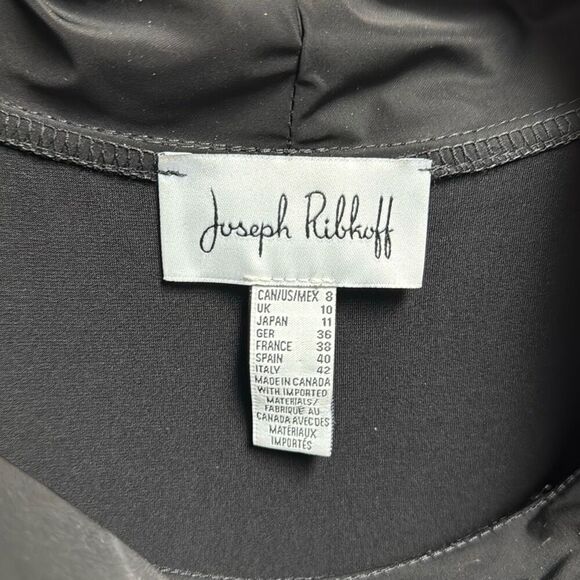 Joseph Ribkoff
CAN/US/MEX 8
UK 10
JAPAN 11
GER 36
FRANCE 38
SPAIN 40
ITALY 42
MADE IN CANADA
WITH IMPORTED
MATERIALS/
FABRIQUE AU
CANADA AVEC DES
MATÉRIAUX
IMPORTÉS